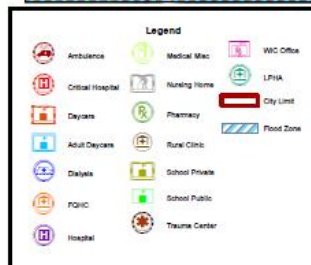 Legend
Ambulence
Critical Hospital
Daycare
Adult Daycare
Dialysis
FQHC
Hospital
Medical Misc
Nursing Home
Pharmacy
Rural Clinic
School Private
School Public
Trauma Center
WIC Office
LPHA
City Limit
Flood Zone